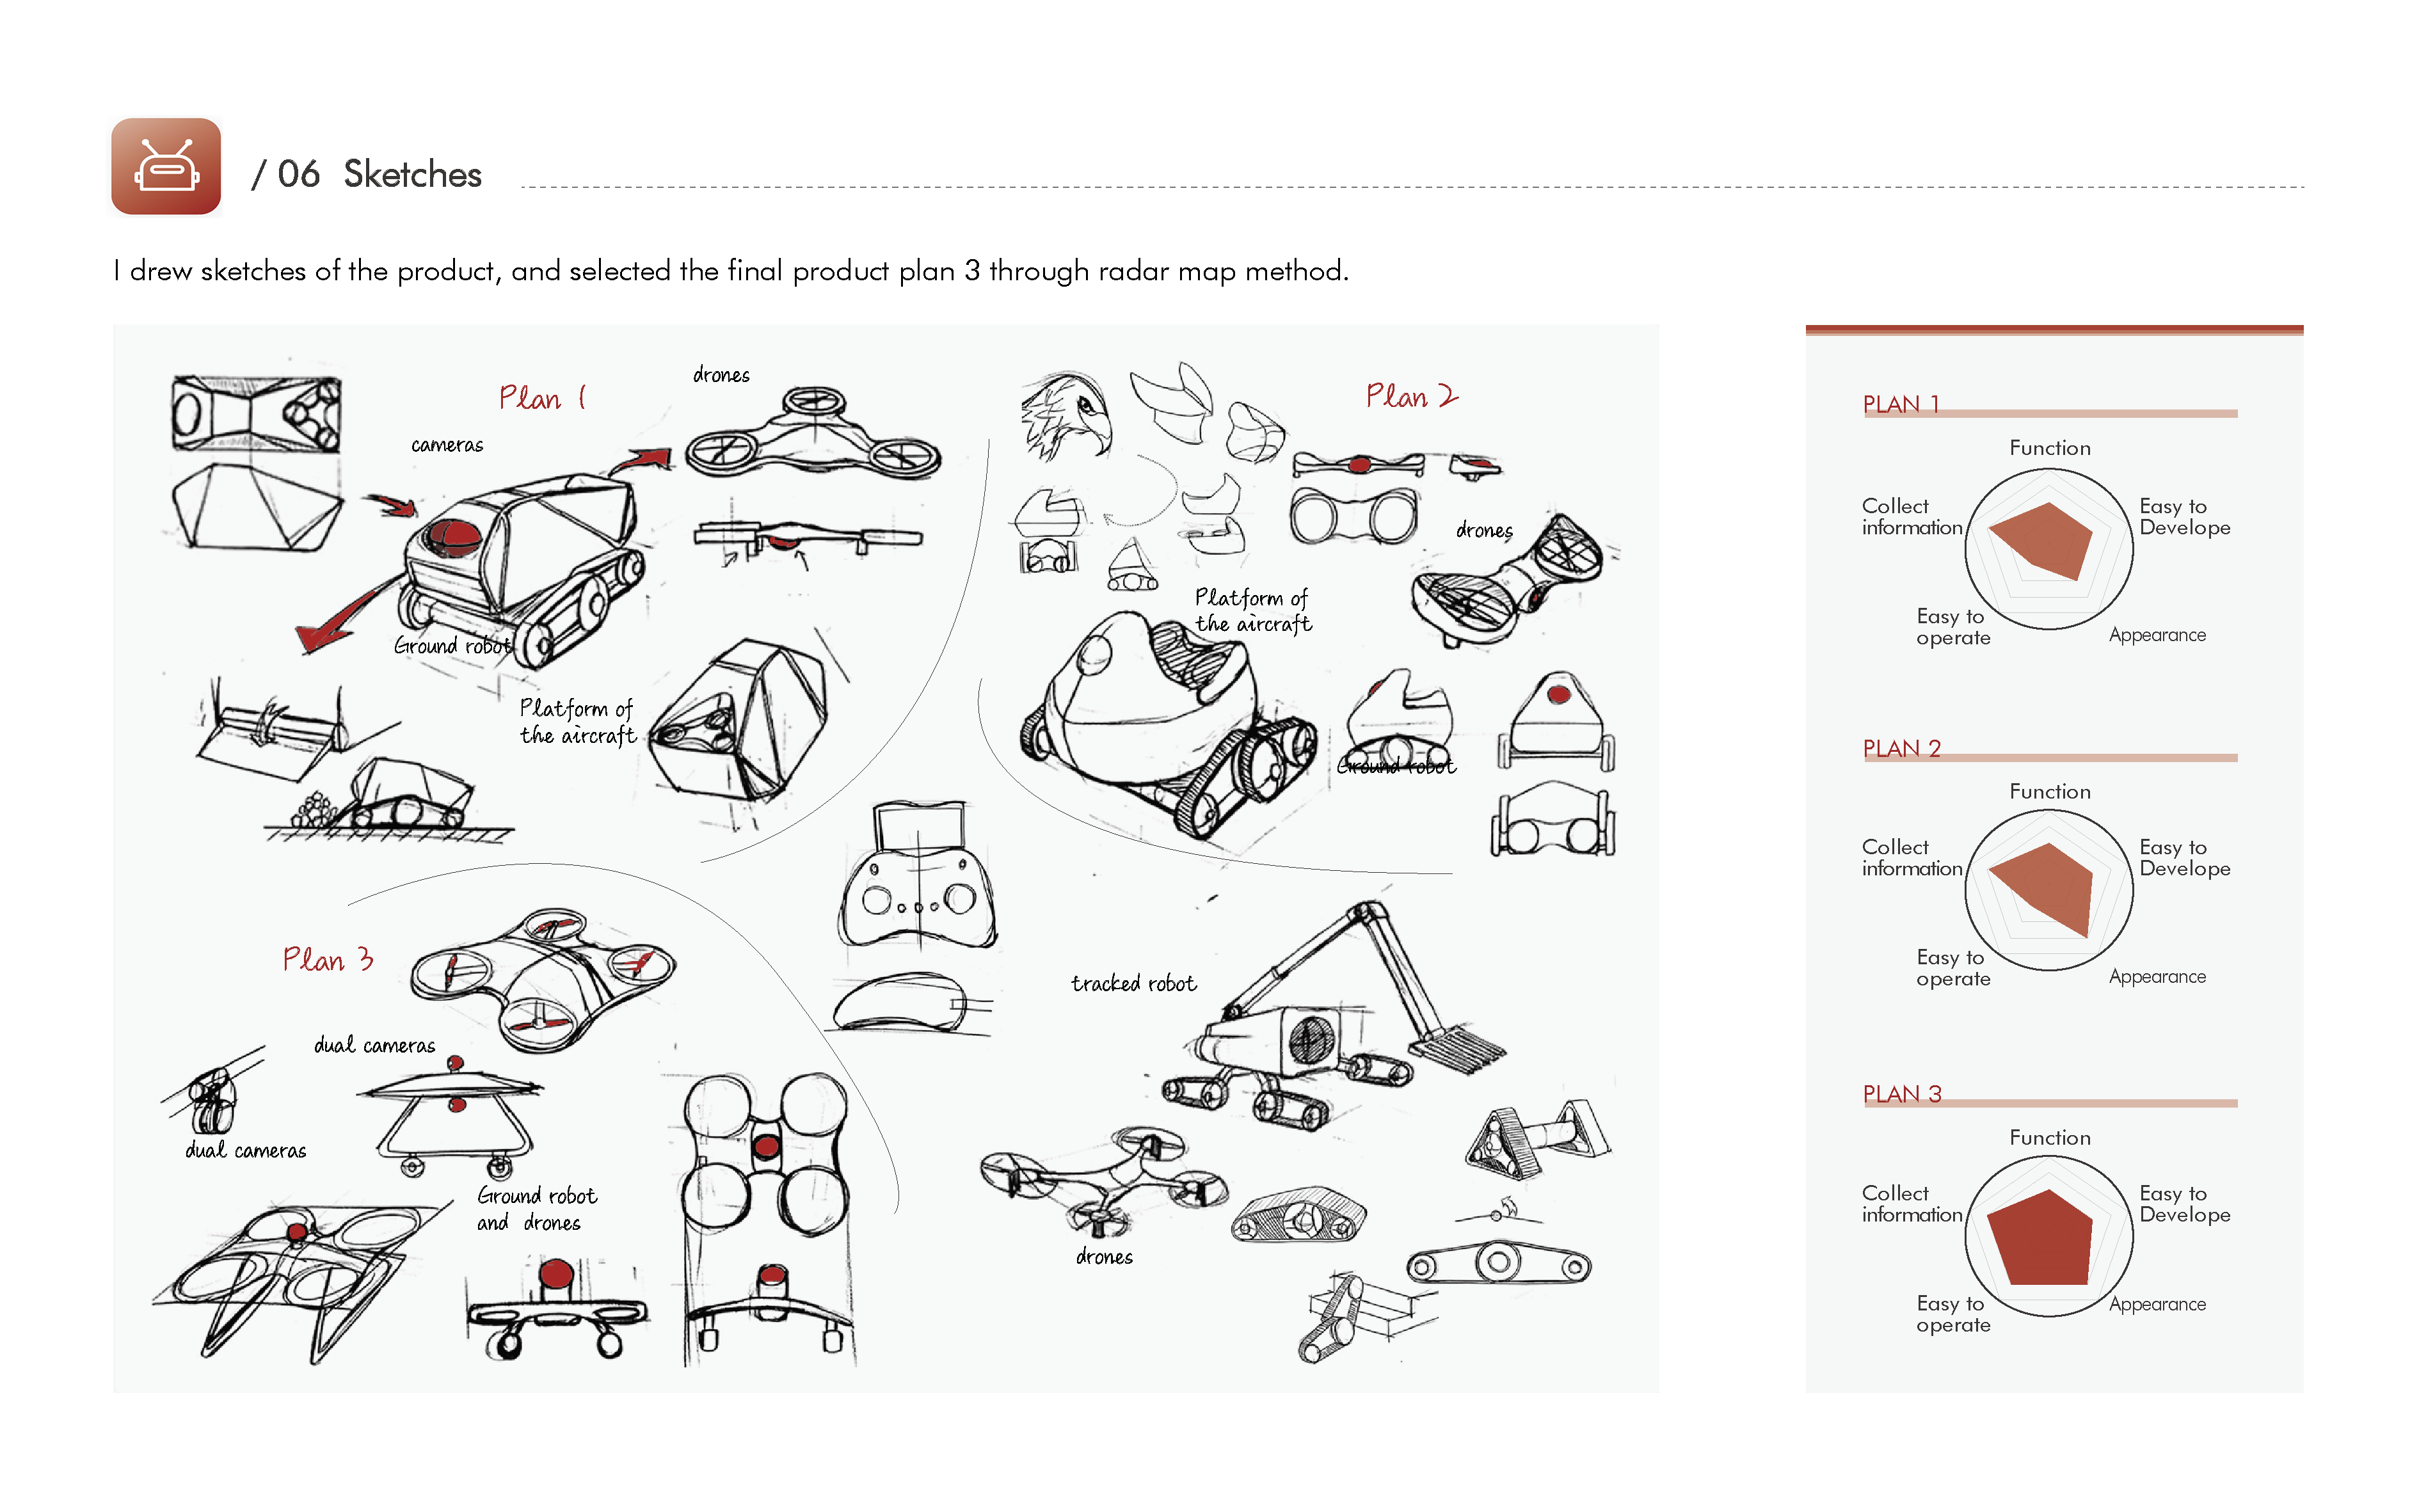 / 06 Sketches
I drew sketches of the product, and selected the final product plan 3 through radar map method.
Plan 1
drones
cameras
Ground robot
Platform of
the aircraft
Plan 2
drones
Platform of
the aircraft
Ground robot
Plan 3
dual cameras
dual cameras
Ground robot
and drones
tracked robot
drones
PLAN 1
Function
Collect
information
Easy to
Develope
Easy to
operate
Appearance
PLAN 2
Function
Collect
information
Easy to
Develope
Easy to
operate
Appearance
PLAN 3
Function
Collect
information
Easy to
Develope
Easy to
operate
Appearance